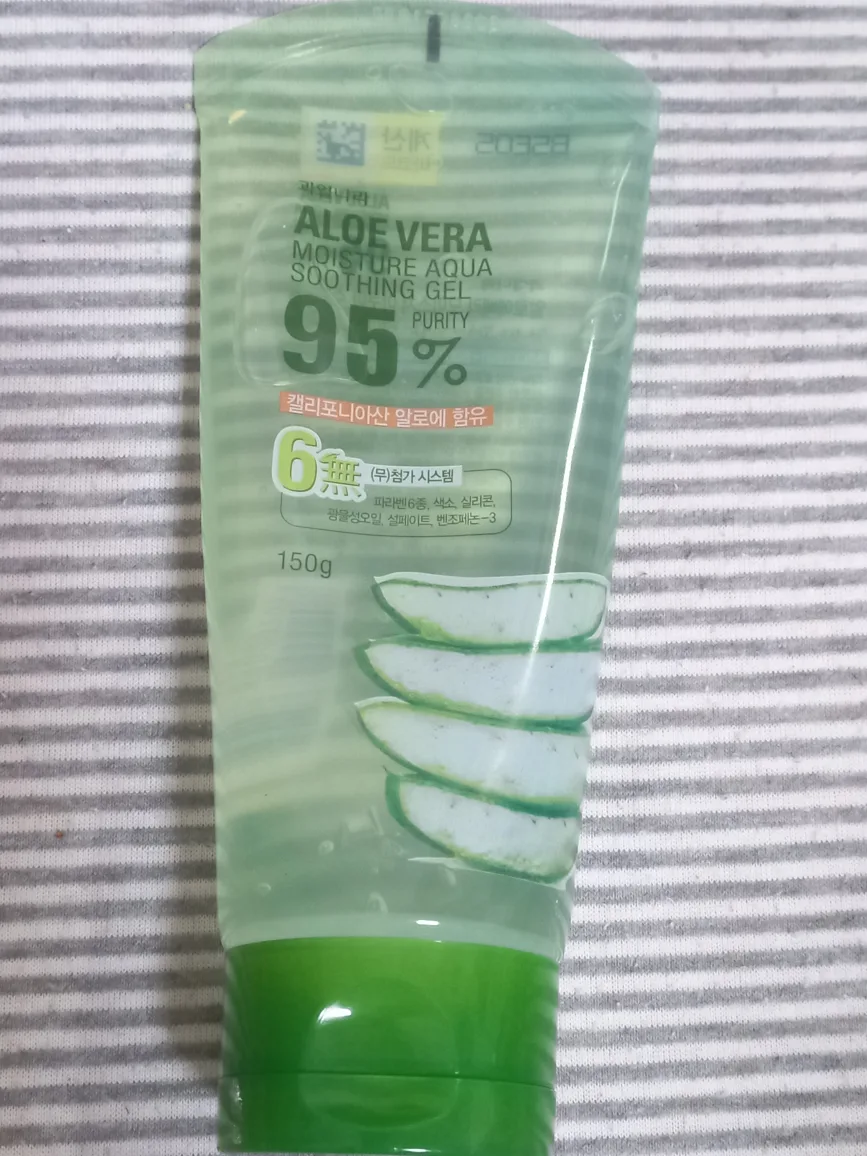 계산
ALOE VERA
MOISTURE AQUA
SOOTHING GEL
95 PURITY %
캘리포니아산 알로에 함유
6無 (무)첨가 시스템
파라벤6종, 색소, 실리콘,
광물성오일, 설페이트, 벤조페논-3
150g